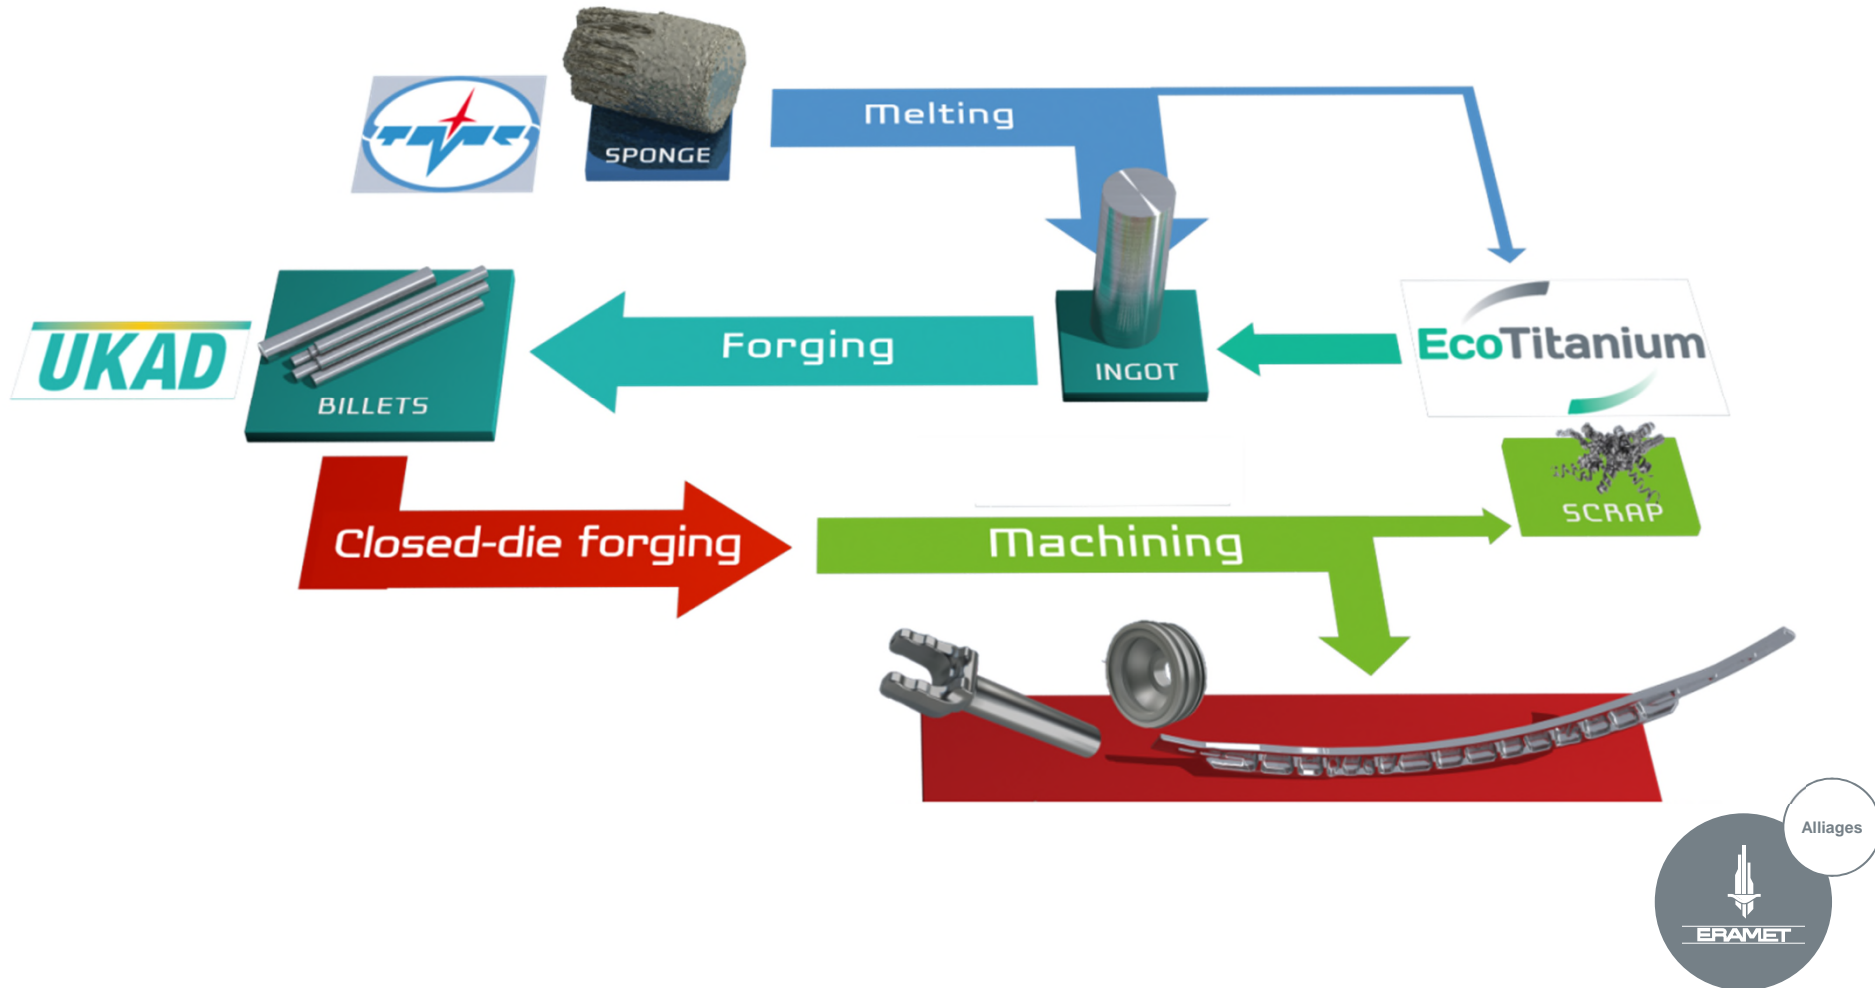 SPONGE
Melting
UKAD
BILLETS
Forging
INGOT
EcoTitanium
SCRAP
Closed-die forging
Machining
Alliages
ERAMET